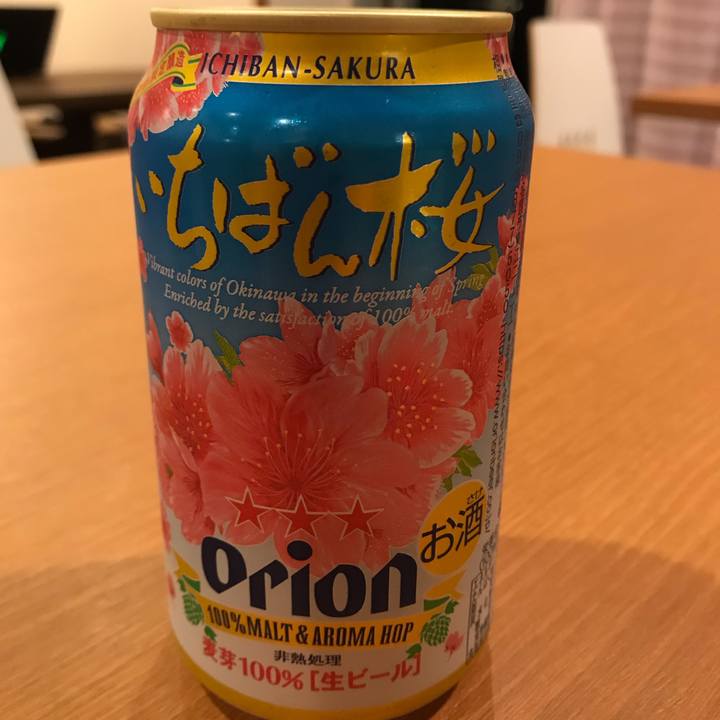 ICHIBAN-SAKURA
いちばん桜
Vibrant colors of Okinawa in the beginning of Spring
Enriched by the satisfaction of 100% malt.
さけ
お酒
Orion
100% MALT & AROMA HOP
非熱処理
麦芽100% [生ビール]